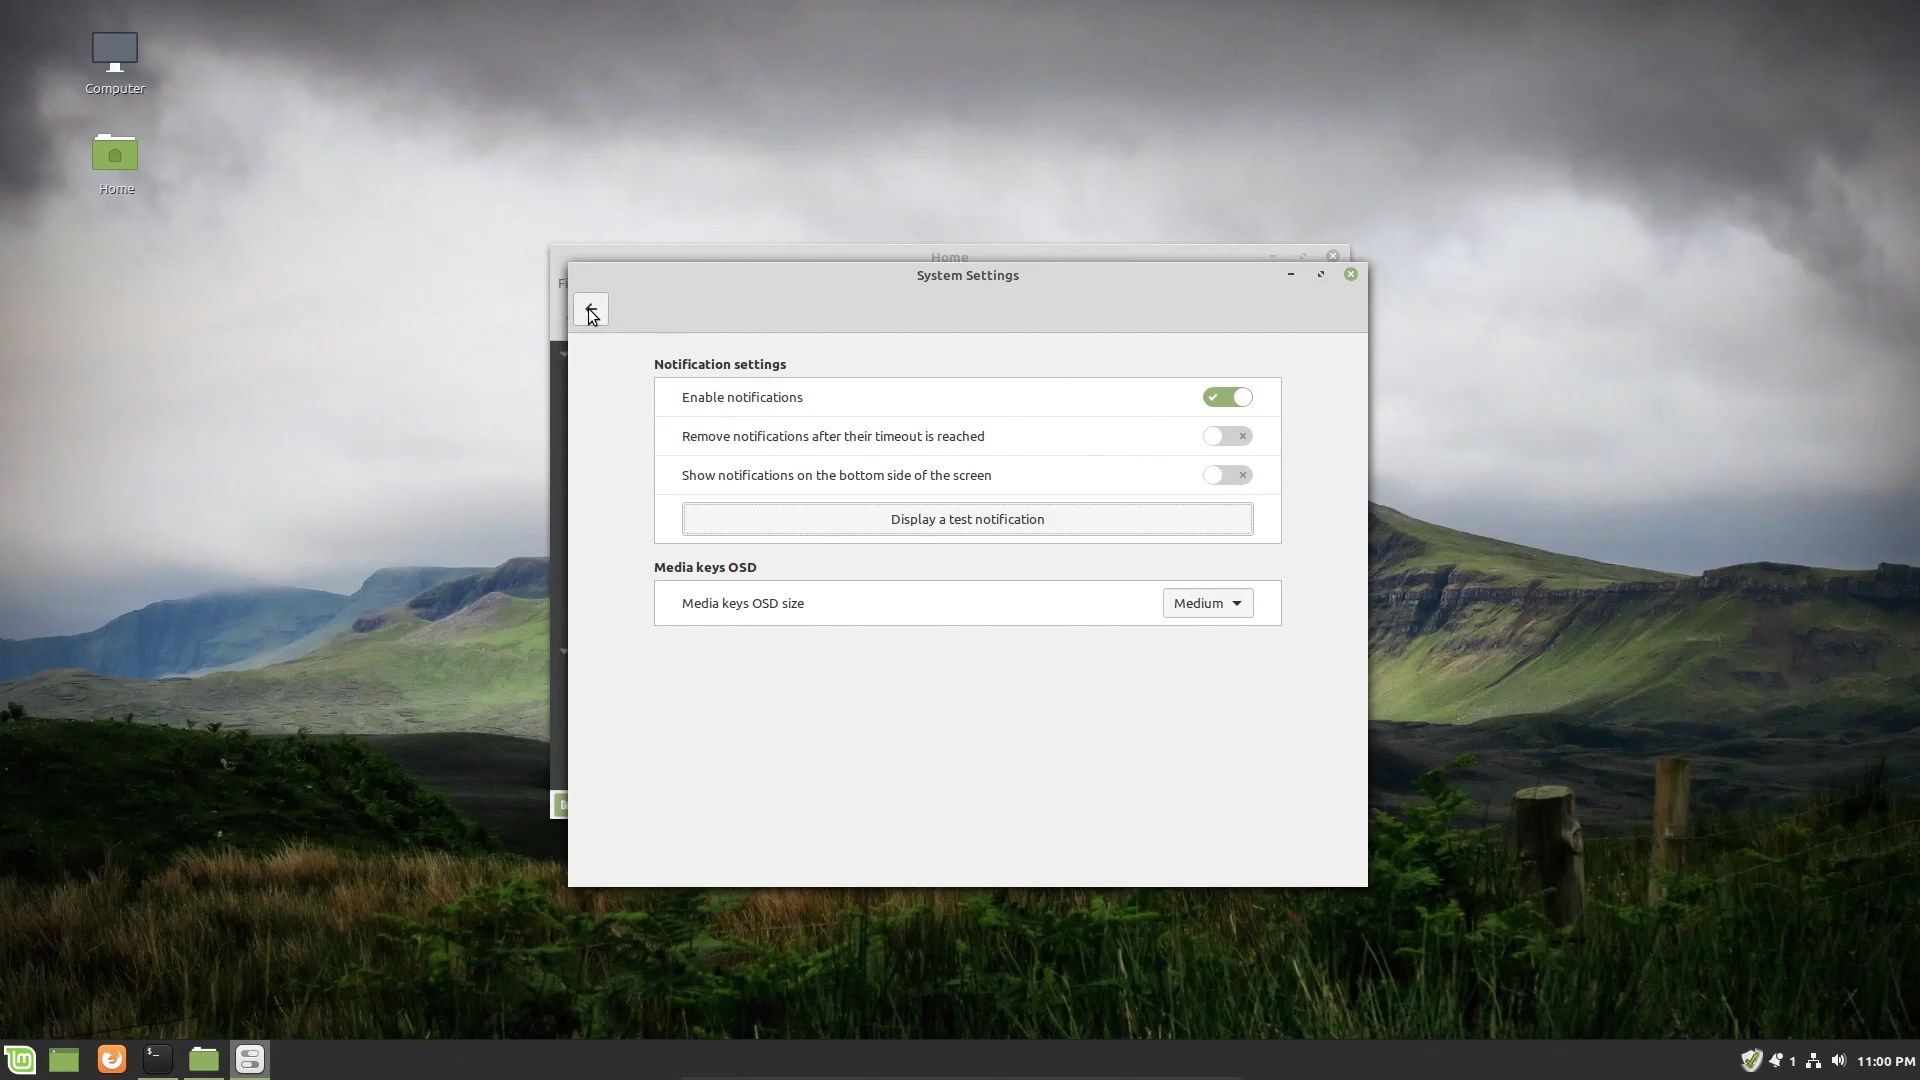 Computer
Home
Home
System Settings
Notification settings
Enable notifications
Remove notifications after their timeout is reached
Show notifications on the bottom side of the screen
Display a test notification
Media keys OSD
Media keys OSD size
Medium
1
11:00 PM